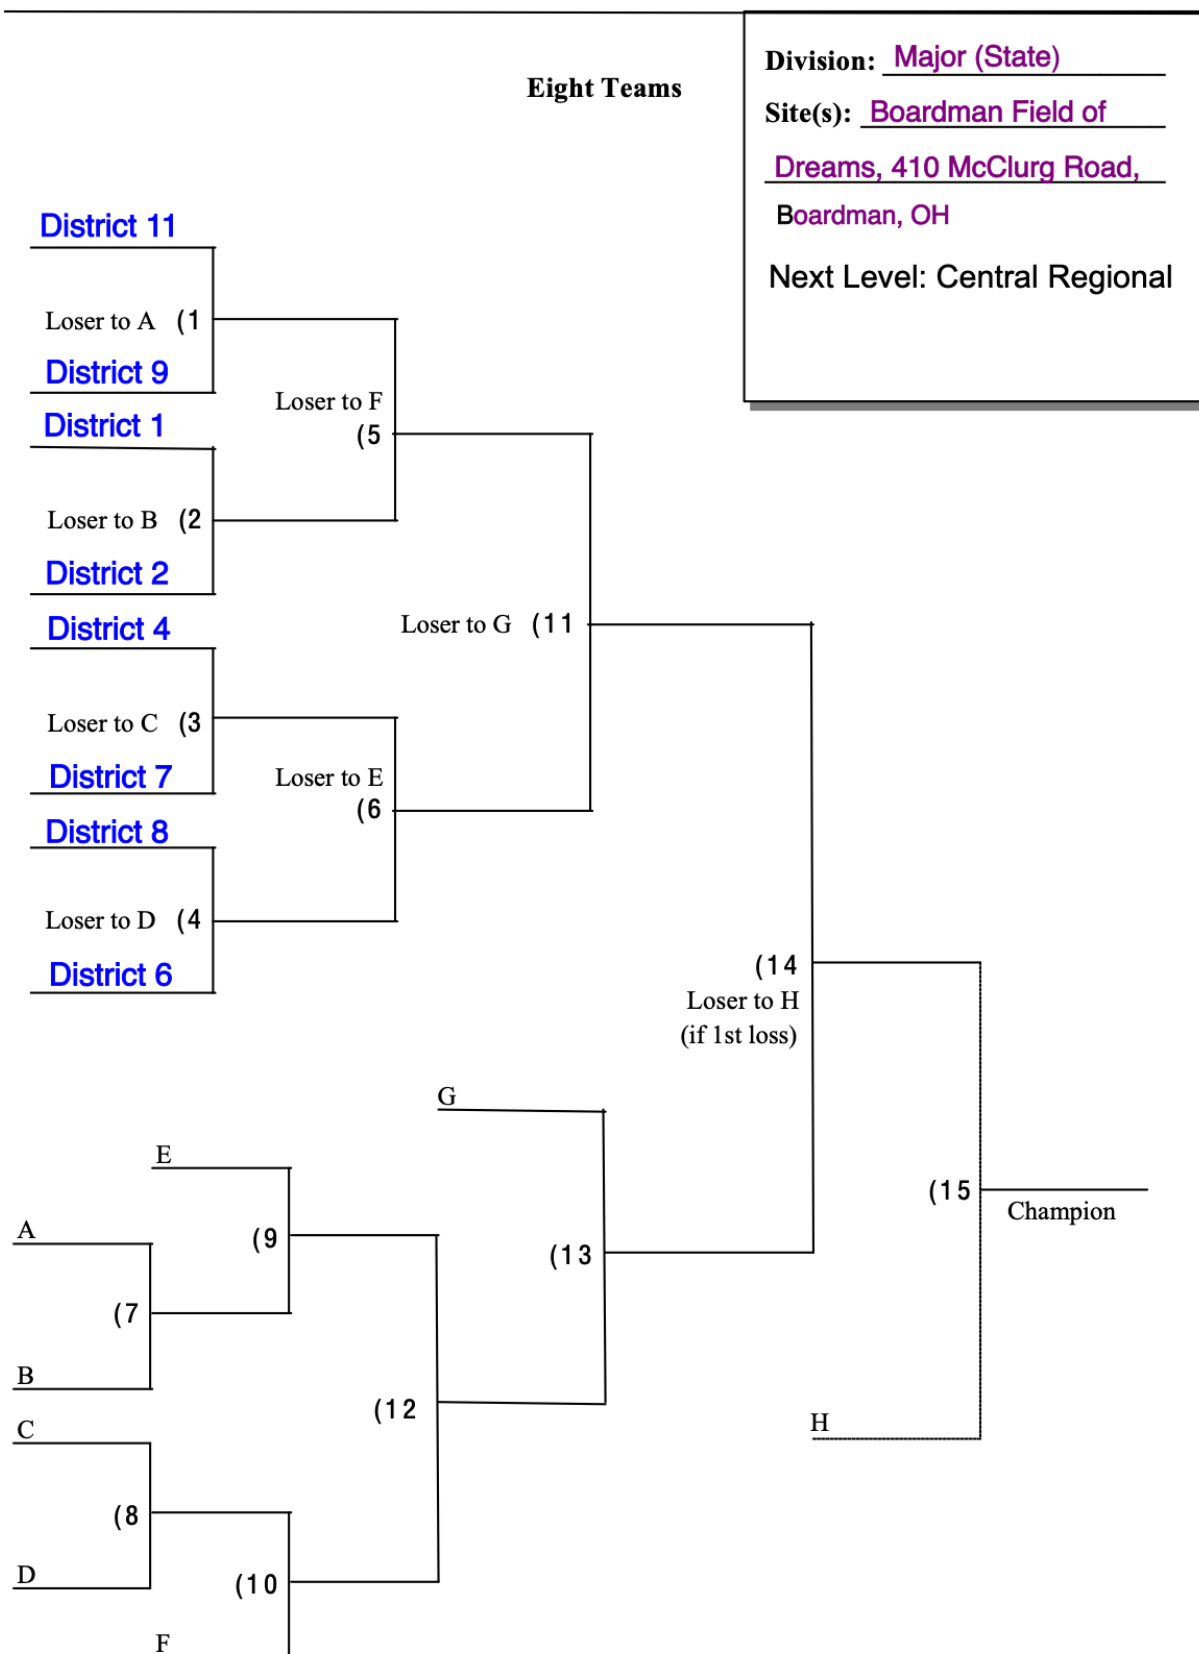 Eight Teams
Division: Major (State)
Site(s): Boardman Field of
Dreams, 410 McClurg Road,
Boardman, OH
Next Level: Central Regional
District 11
Loser to A (1
District 9
Loser to F
(5
District 1
Loser to B (2
District 2
Loser to G (11
District 4
Loser to C (3
District 7
Loser to E
(6
District 8
Loser to D (4
District 6
(14
Loser to H
(if 1st loss)
G
E
A
(9
(13
(15
Champion
(7
B
(12
C
H
(8
D
(10
F